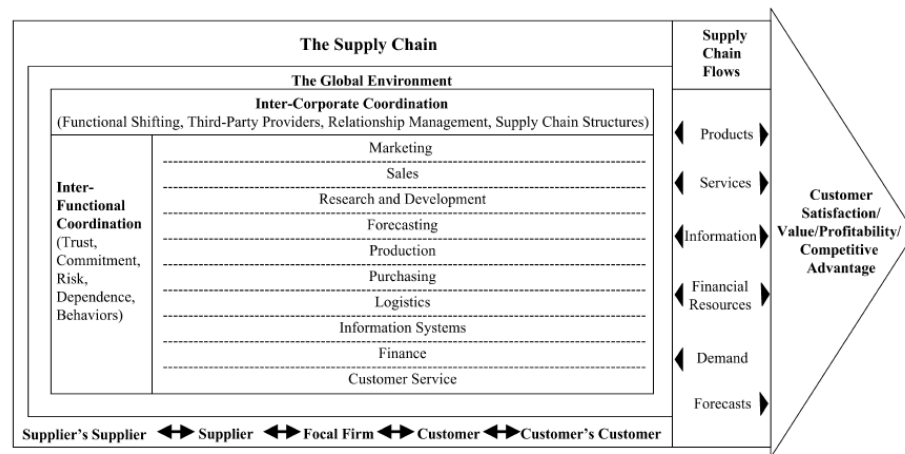 The Supply Chain
The Global Environment
Inter-Corporate Coordination
(Functional Shifting, Third-Party Providers, Relationship Management, Supply Chain Structures)
Inter-
Functional
Coordination
(Trust,
Commitment,
Risk,
Dependence,
Behaviors)
Marketing
Sales
Research and Development
Forecasting
Production
Purchasing
Logistics
Information Systems
Finance
Customer Service
Supplier's Supplier Supplier Focal Firm Customer Customer's Customer
Supply
Chain
Flows
Products
Services
Information
Financial
Resources
Demand
Forecasts
Customer
Satisfaction/
Value/Profitability/
Competitive
Advantage